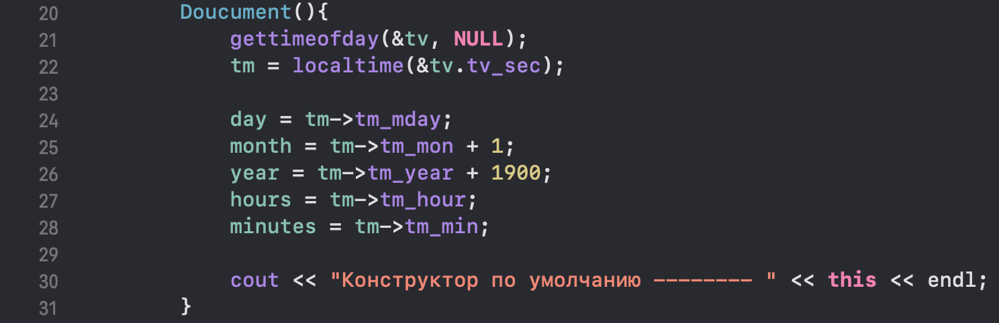 20 Doucument(){
21 gettimeofday(&tv, NULL);
22 tm = localtime(&tv.tv_sec);
23
24 day = tm->tm_mday;
25 month = tm->tm_mon + 1;
26 year = tm->tm_year + 1900;
27 hours = tm->tm_hour;
28 minutes = tm->tm_min;
29
30 cout << "Конструктор по умолчанию -------- " << this << endl;
31 }